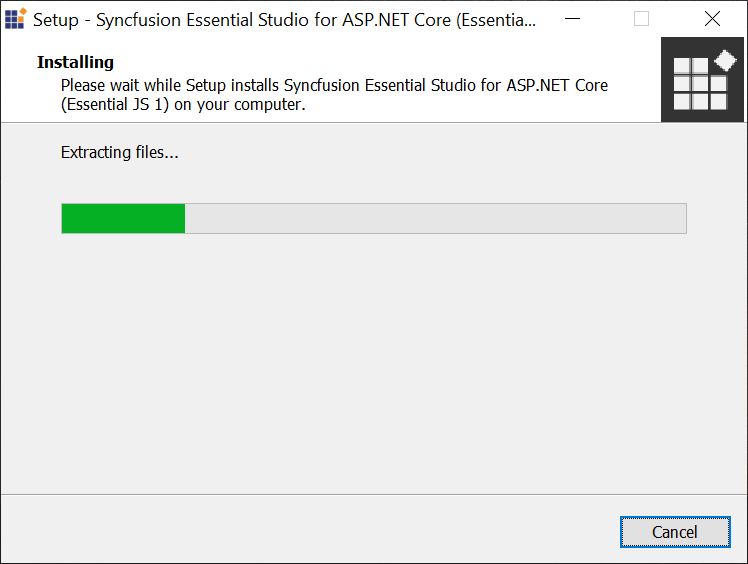 Setup - Syncfusion Essential Studio for ASP.NET Core (Essentia...
Installing
Please wait while Setup installs Syncfusion Essential Studio for ASP.NET Core
(Essential JS 1) on your computer.
Extracting files...
Cancel